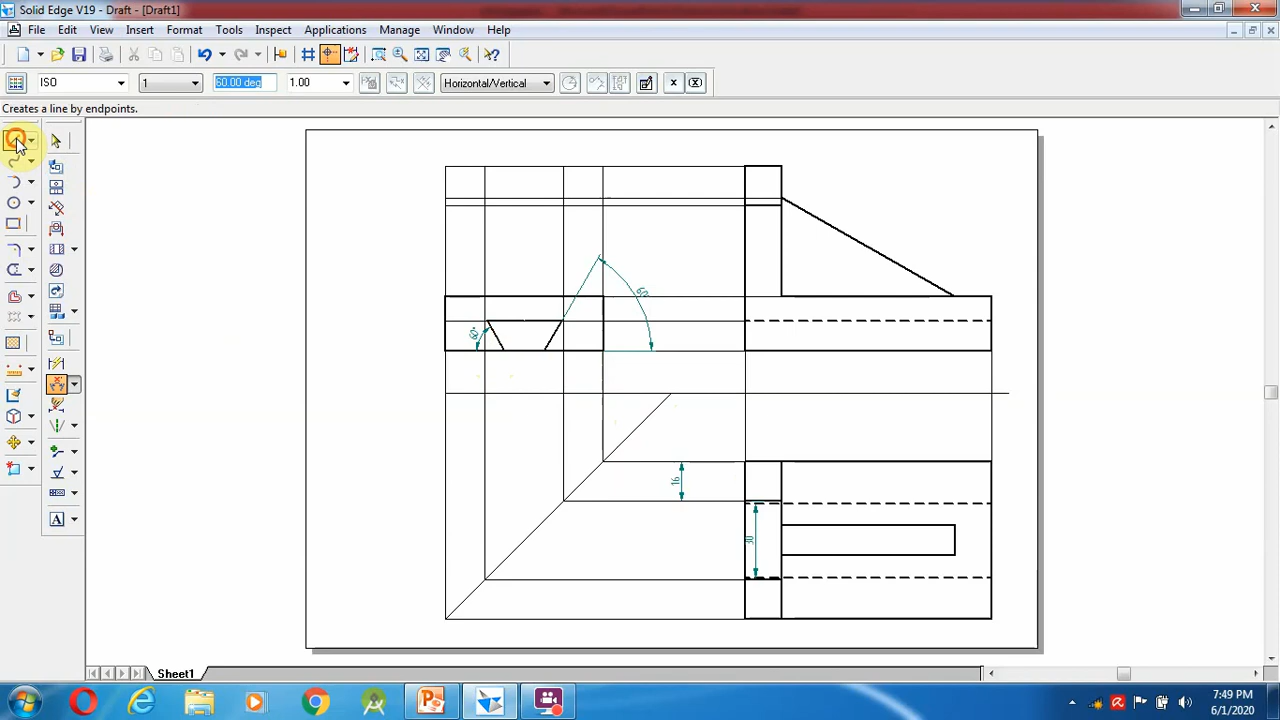 Solid Edge V19 - Draft - [Draft1]
File Edit View Insert Format Tools Inspect Applications Manage Window Help
ISO 1 60.00 deg 1.00 Horizontal/Vertical
Creates a line by endpoints.
60°
60°
16
30
A
Sheet1
7:49 PM
6/1/2020